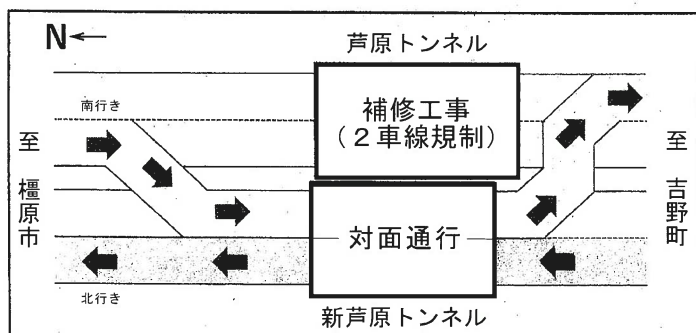 N←
芦原トンネル
南行き
補修工事
(２車線規制)
至橿原市
至吉野町
対面通行
北行き
新芦原トンネル